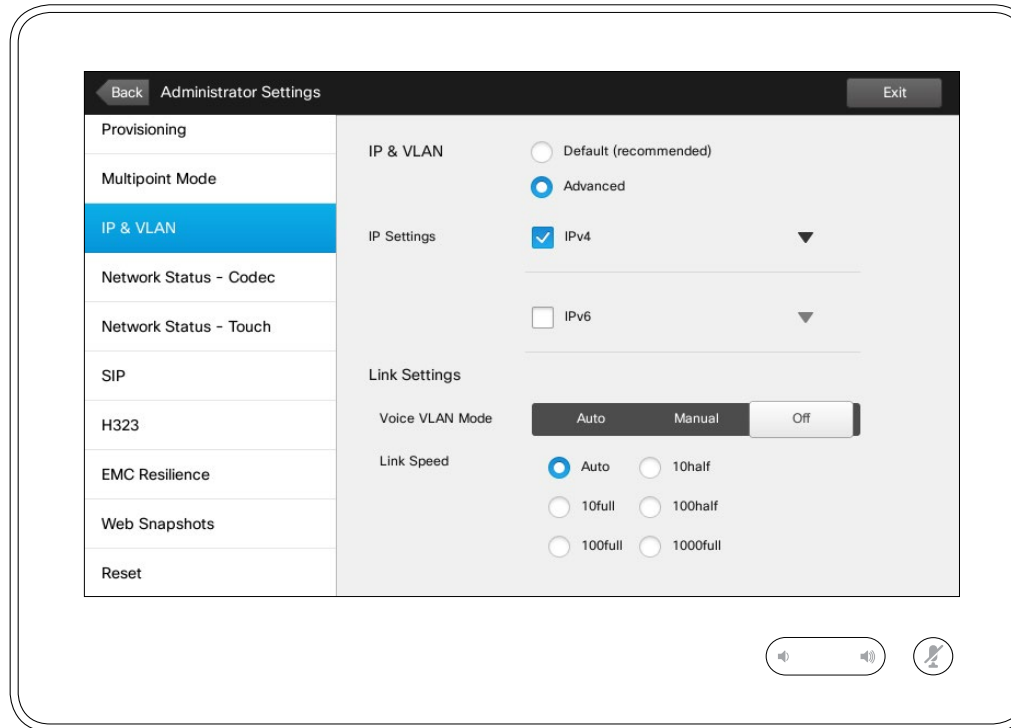 Back Administrator Settings Exit
Provisioning
Multipoint Mode
IP & VLAN
Network Status - Codec
Network Status - Touch
SIP
H323
EMC Resilience
Web Snapshots
Reset
IP & VLAN
Default (recommended)
Advanced
IP Settings
IPv4
IPv6
Link Settings
Voice VLAN Mode
Auto Manual Off
Link Speed
Auto 10half
10full 100half
100full 1000full